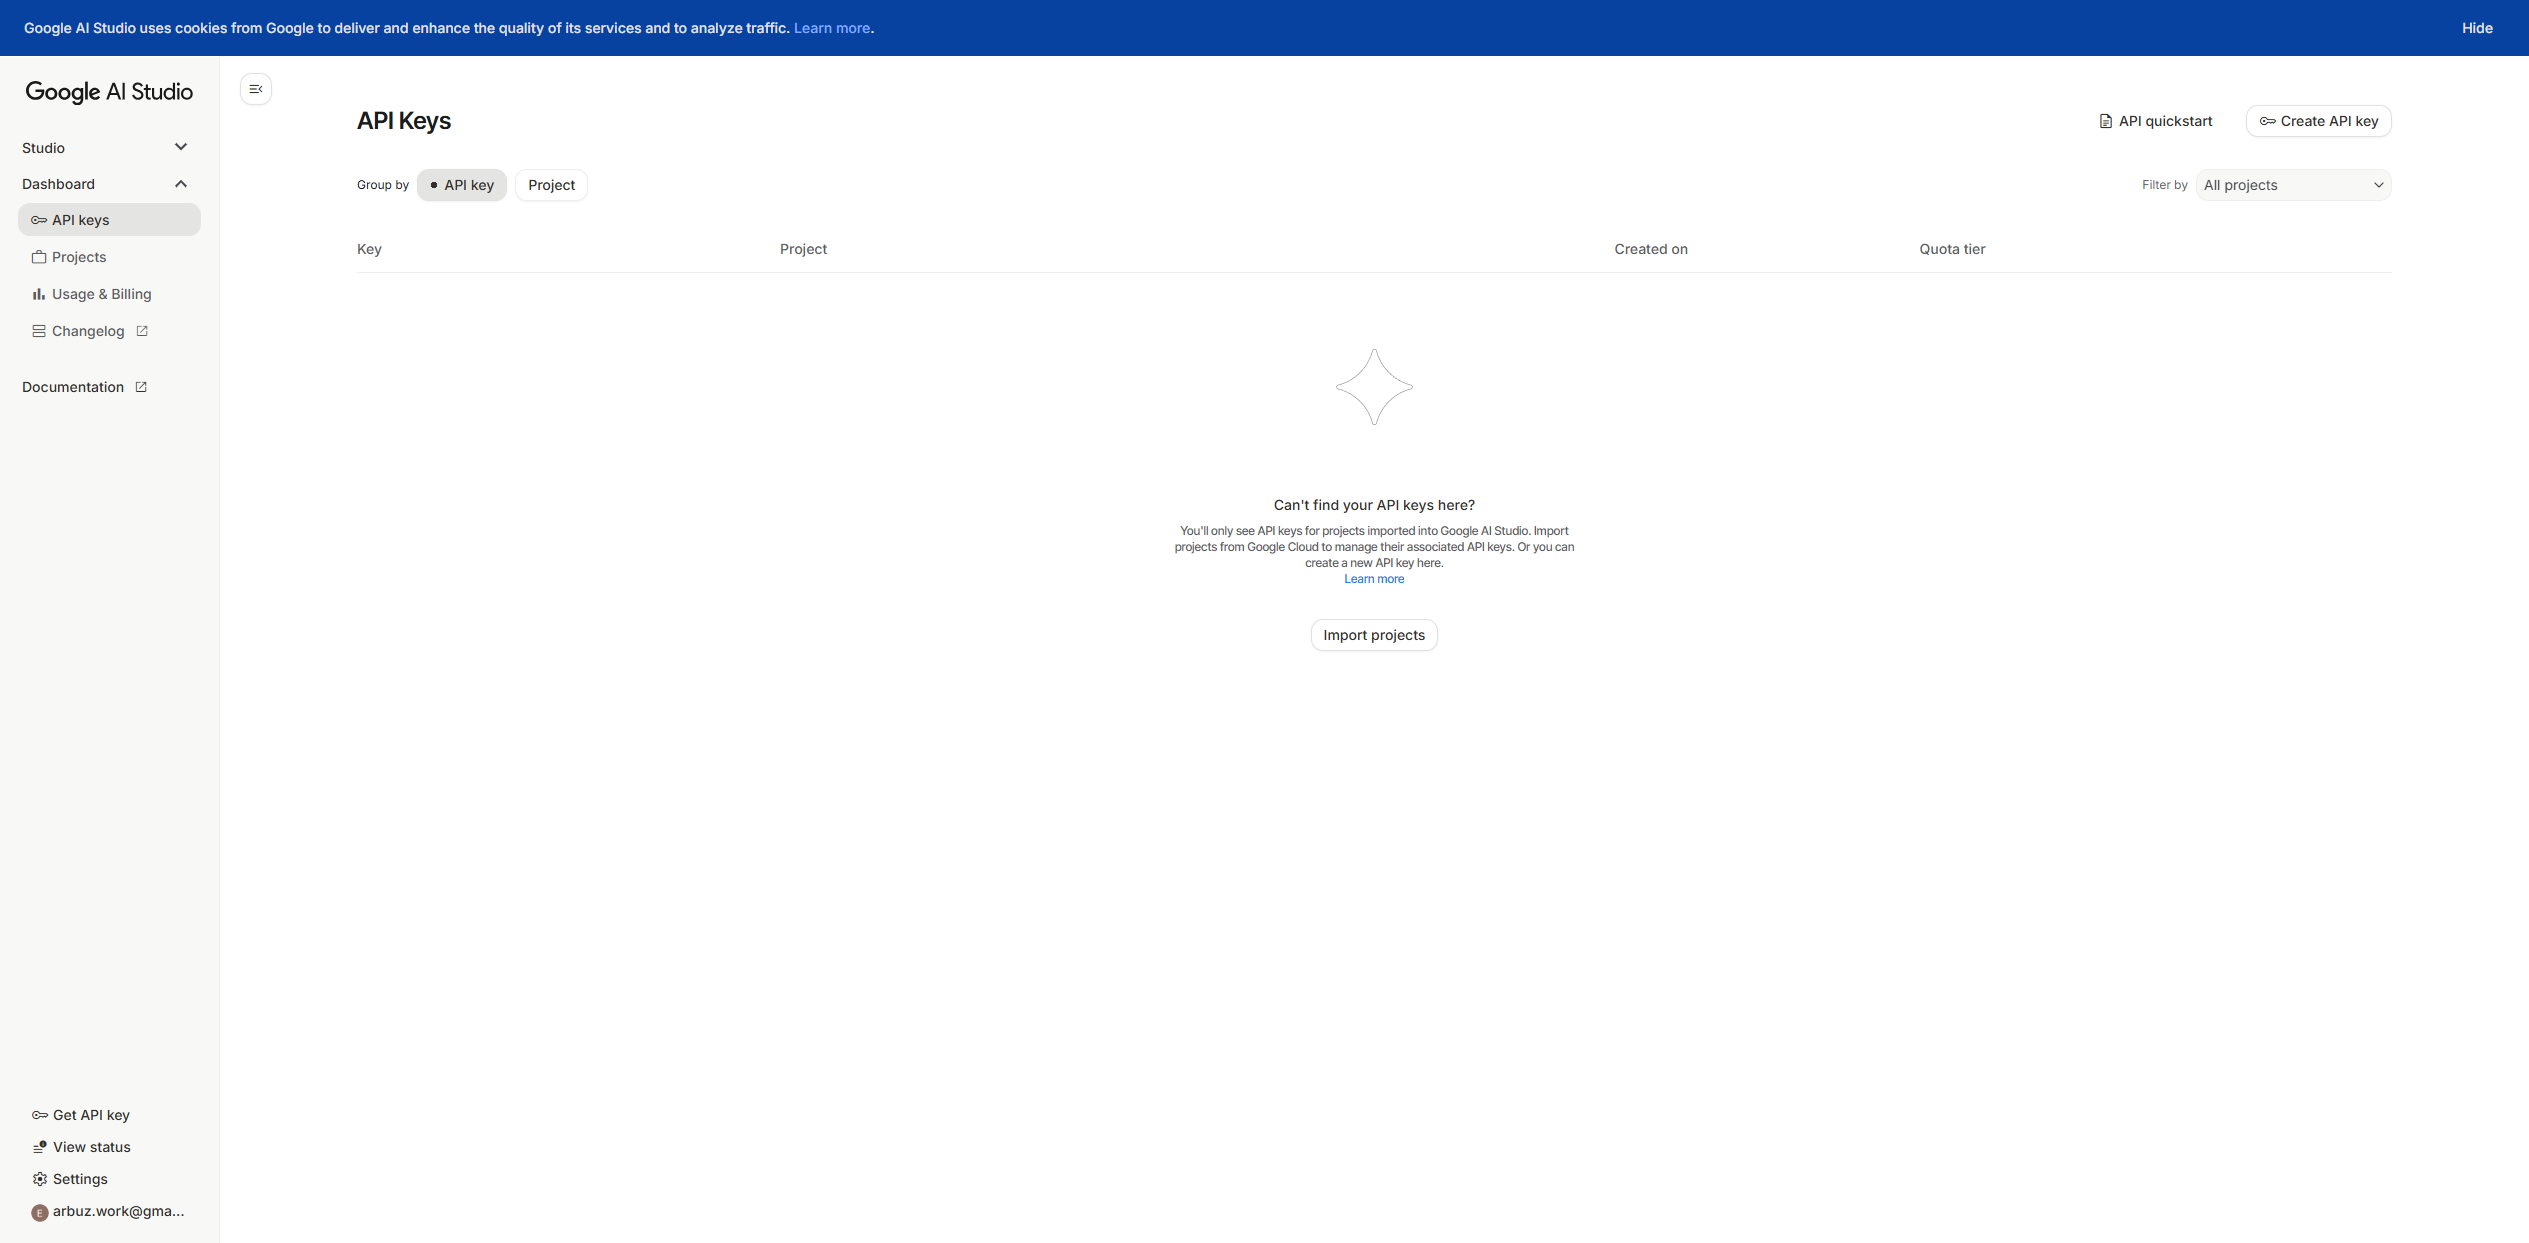 Google AI Studio uses cookies from Google to deliver and enhance the quality of its services and to analyze traffic. Learn more.
Hide
Google AI Studio
Studio
Dashboard
API keys
Projects
Usage & Billing
Changelog
Documentation
API Keys
API quickstart
Create API key
Group by
API key
Project
Filter by
All projects
Key
Project
Created on
Quota tier
Can't find your API keys here?
You'll only see API keys for projects imported into Google AI Studio. Import
projects from Google Cloud to manage their associated API keys. Or you can
create a new API key here.
Learn more
Import projects
Get API key
View status
Settings
E
arbuz.work@gma...